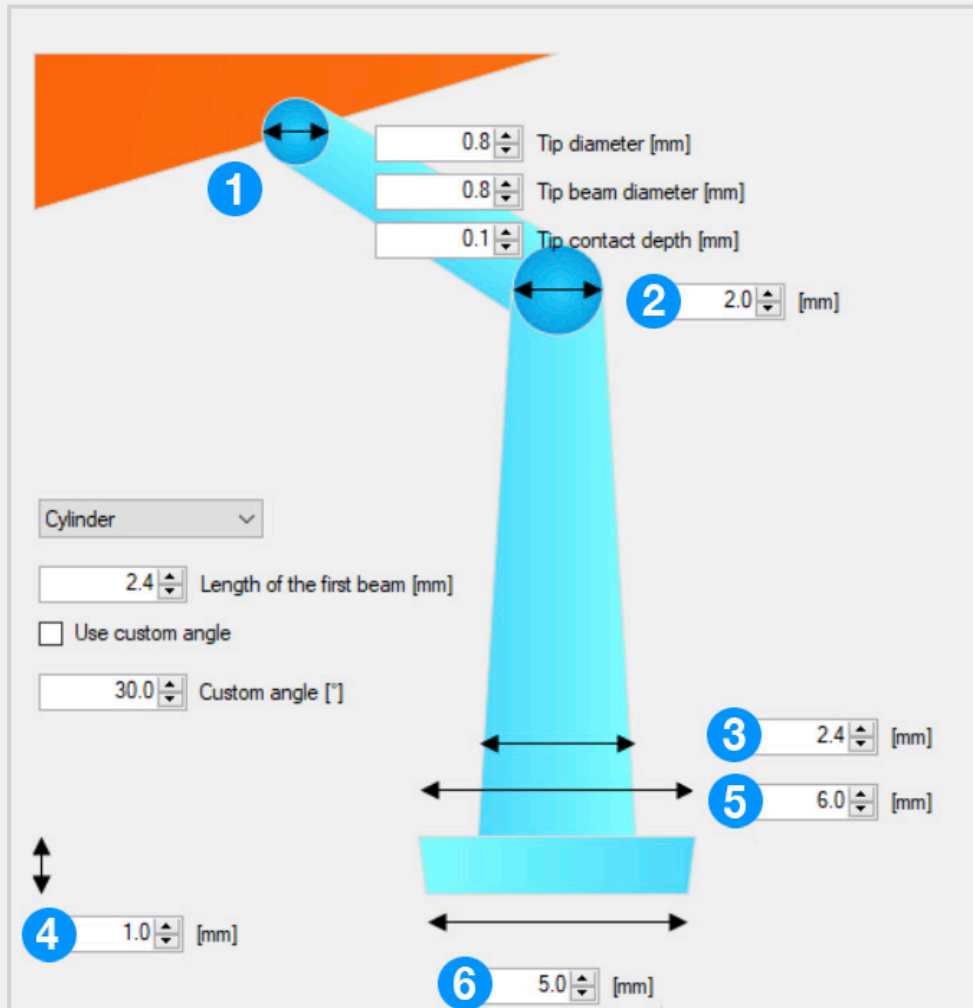 0.8 Tip diameter [mm]
1
0.8 Tip beam diameter [mm]
0.1 Tip contact depth [mm]
2 2.0 [mm]
Cylinder
2.4 Length of the first beam [mm]
Use custom angle
30.0 Custom angle [°]
3 2.4 [mm]
5 6.0 [mm]
4 1.0 [mm]
6 5.0 [mm]